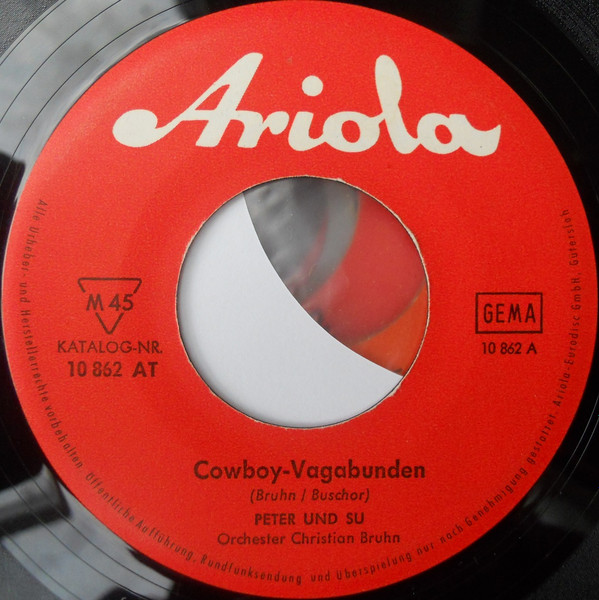 Ariola
M 45
KATALOG-NR.
10 862 AT
GEMA
10 862 A
Cowboy-Vagabunden
(Bruhn / Buschor)
PETER UND SU
Orchester Christian Bruhn
Alle Urheber- und Herstellerrechte vorbehalten. Öffentliche Aufführung, Rundfunksendung und Überspielung nur nach Genehmigung gestattet. Ariola-Eurodisc GmbH, Gütersloh